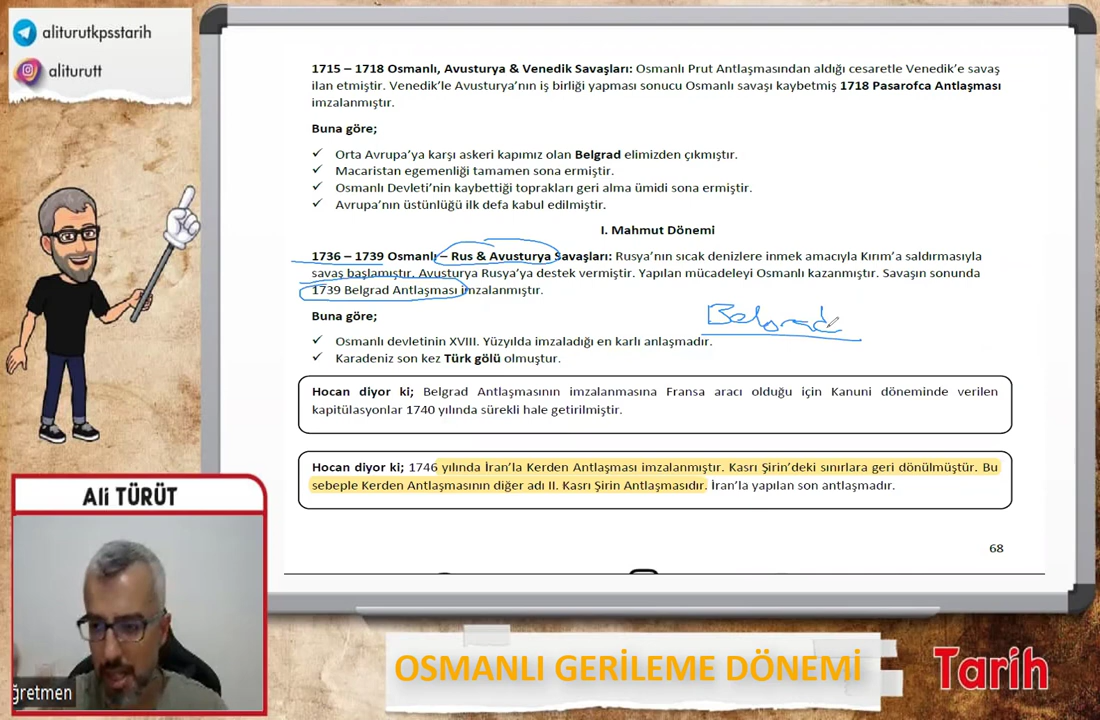 aliturutkpsstarih
aliturutt
1715 – 1718 Osmanlı, Avusturya & Venedik Savaşları: Osmanlı Prut Antlaşmasından aldığı cesaretle Venedik'e savaş
ilan etmiştir. Venedik'le Avusturya'nın iş birliği yapması sonucu Osmanlı savaşı kaybetmiş 1718 Pasarofca Antlaşması
imzalanmıştır.
Buna göre;
✓ Orta Avrupa'ya karşı askeri kapımız olan Belgrad elimizden çıkmıştır.
✓ Macaristan egemenliği tamamen sona ermiştir.
✓ Osmanlı Devleti'nin kaybettiği toprakları geri alma ümidi sona ermiştir.
✓ Avrupa'nın üstünlüğü ilk defa kabul edilmiştir.
I. Mahmut Dönemi
1736 – 1739 Osmanlı – Rus & Avusturya Savaşları: Rusya'nın sıcak denizlere inmek amacıyla Kırım'a saldırmasıyla
savaş başlamıştır. Avusturya Rusya'ya destek vermiştir. Yapılan mücadeleyi Osmanlı kazanmıştır. Savaşın sonunda
1739 Belgrad Antlaşması imzalanmıştır.
Buna göre;
Belgrad
✓ Osmanlı devletinin XVIII. Yüzyılda imzaladığı en karlı anlaşmadır.
✓ Karadeniz son kez Türk gölü olmuştur.
Hocan diyor ki; Belgrad Antlaşmasının imzalanmasına Fransa aracı olduğu için Kanuni döneminde verilen
kapitülasyonlar 1740 yılında sürekli hale getirilmiştir.
Hocan diyor ki; 1746 yılında İran'la Kerden Antlaşması imzalanmıştır. Kasrı Şirin'deki sınırlara geri dönülmüştür. Bu
sebeple Kerden Antlaşmasının diğer adı II. Kasrı Şirin Antlaşmasıdır. İran'la yapılan son antlaşmadır.
68
Ali TÜRÜT
ğretmen
OSMANLI GERİLEME DÖNEMİ
Tarih